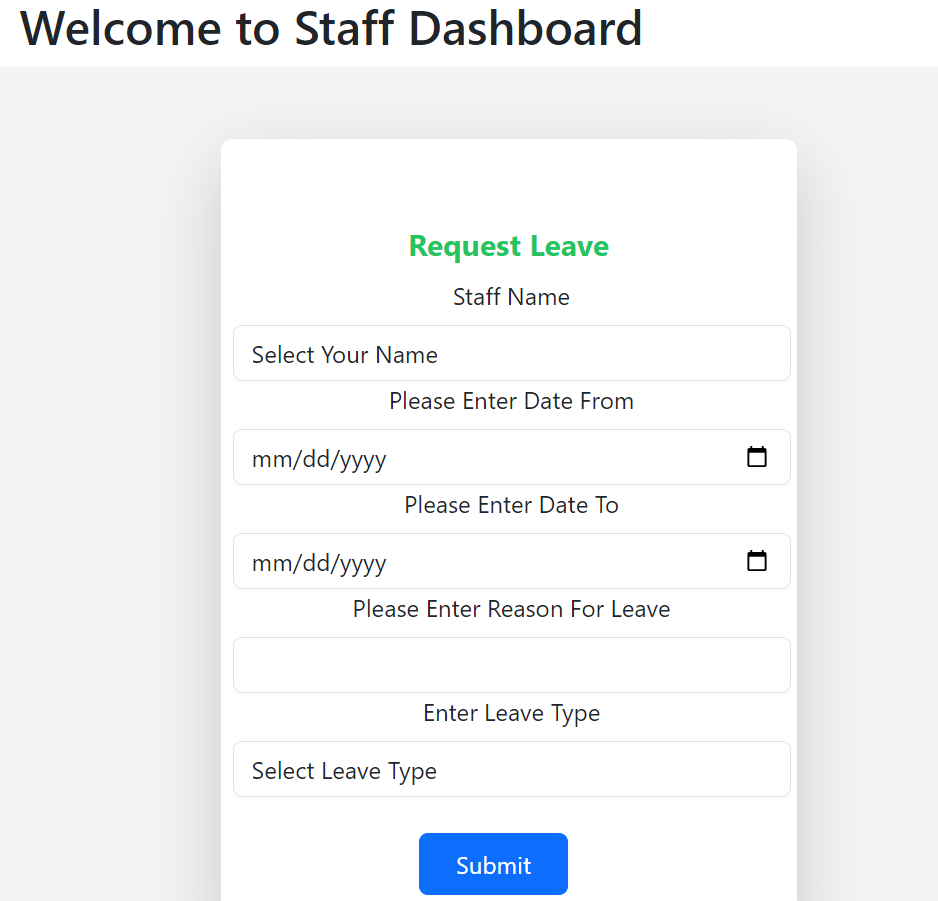 Welcome to Staff Dashboard
Request Leave
Staff Name
Select Your Name
Please Enter Date From
mm/dd/yyyy
Please Enter Date To
mm/dd/yyyy
Please Enter Reason For Leave
Enter Leave Type
Select Leave Type
Submit